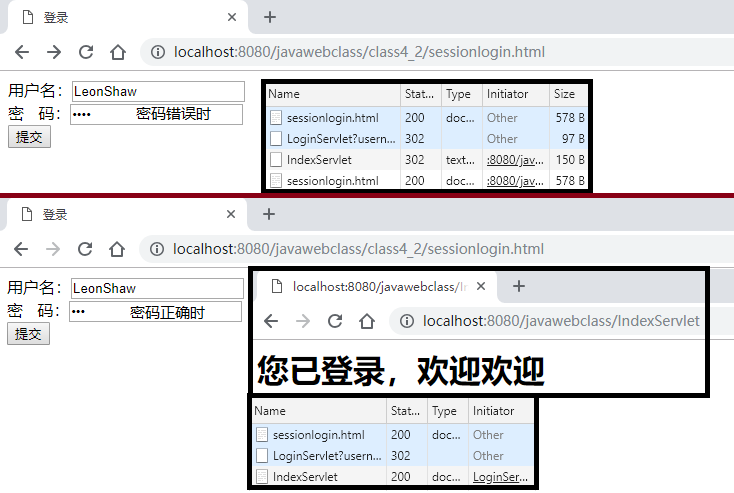 登录
localhost:8080/javawebclass/class4_2/sessionlogin.html
用户名：LeonShaw
密 码：•••• 密码错误时
提交
Name Stat... Type Initiator Size
sessionlogin.html 200 doc... Other 578 B
LoginServlet?usern... 302 Other 97 B
IndexServlet 302 text... :8080/jav... 150 B
sessionlogin.html 200 doc... :8080/jav... 578 B
登录
localhost:8080/javawebclass/class4_2/sessionlogin.html
用户名：LeonShaw
密 码：••• 密码正确时
提交
localhost:8080/javawebclass/In
localhost:8080/javawebclass/IndexServlet
您已登录，欢迎欢迎
Name Stat... Type Initiator
sessionlogin.html 200 doc... Other
LoginServlet?usern... 302 Other
IndexServlet 200 doc... LoginSer...